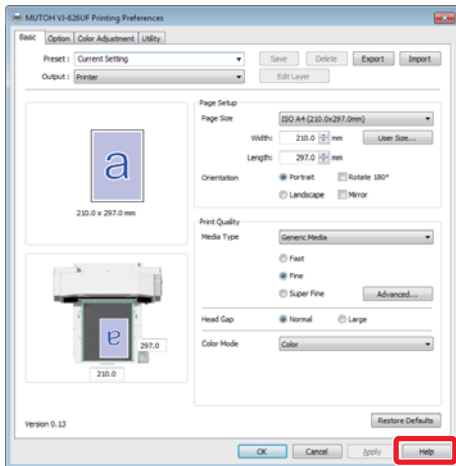 MUTOH VJ-626UF Printing Preferences
Basic Option Color Adjustment Utility
Preset : Current Setting Save Delete Export Import
Output : Printer Edit Layer
Page Setup
Page Size ISO A4 (210.0x297.0mm)
Width: 210.0 mm User Size...
Length: 297.0 mm
Orientation Portrait Rotate 180°
Landscape Mirror
a
210.0 x 297.0 mm
Print Quality
Media Type Generic Media
Fast
Fine
Super Fine Advanced...
Head Gap Normal Large
Color Mode Color
a
297.0
210.0
Version 0.13 Restore Defaults
OK Cancel Apply Help